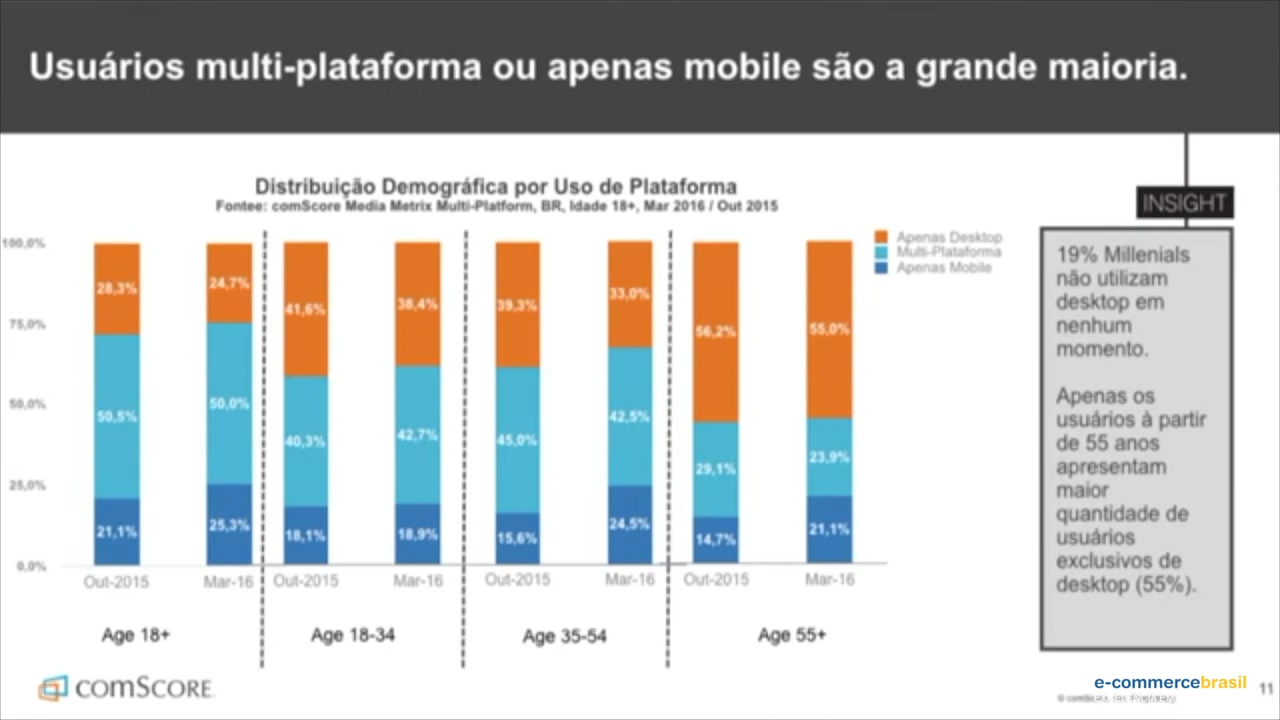 Usuários multi-plataforma ou apenas mobile são a grande maioria.
Distribuição Demográfica por Uso de Plataforma
Fontee: comScore Media Metrix Multi-Platform, BR, Idade 18+, Mar 2016 / Out 2015
Apenas Desktop
Multi-Plataforma
Apenas Mobile
100,0%
75,0%
50,0%
25,0%
0,0%
28,3% 24,7% 41,6% 38,4% 39,3% 33,0% 56,2% 55,0%
50,5% 50,0% 40,3% 42,7% 45,0% 42,5% 29,1% 23,9%
21,1% 25,3% 18,1% 18,9% 15,6% 24,5% 14,7% 21,1%
Out-2015 Mar-16 Out-2015 Mar-16 Out-2015 Mar-16 Out-2015 Mar-16
Age 18+ Age 18-34 Age 35-54 Age 55+
INSIGHT
19% Millenials
não utilizam
desktop em
nenhum
momento.
Apenas os
usuários à partir
de 55 anos
apresentam
maior
quantidade de
usuários
exclusivos de
desktop (55%).
comSCORE
e-commercebrasil
11